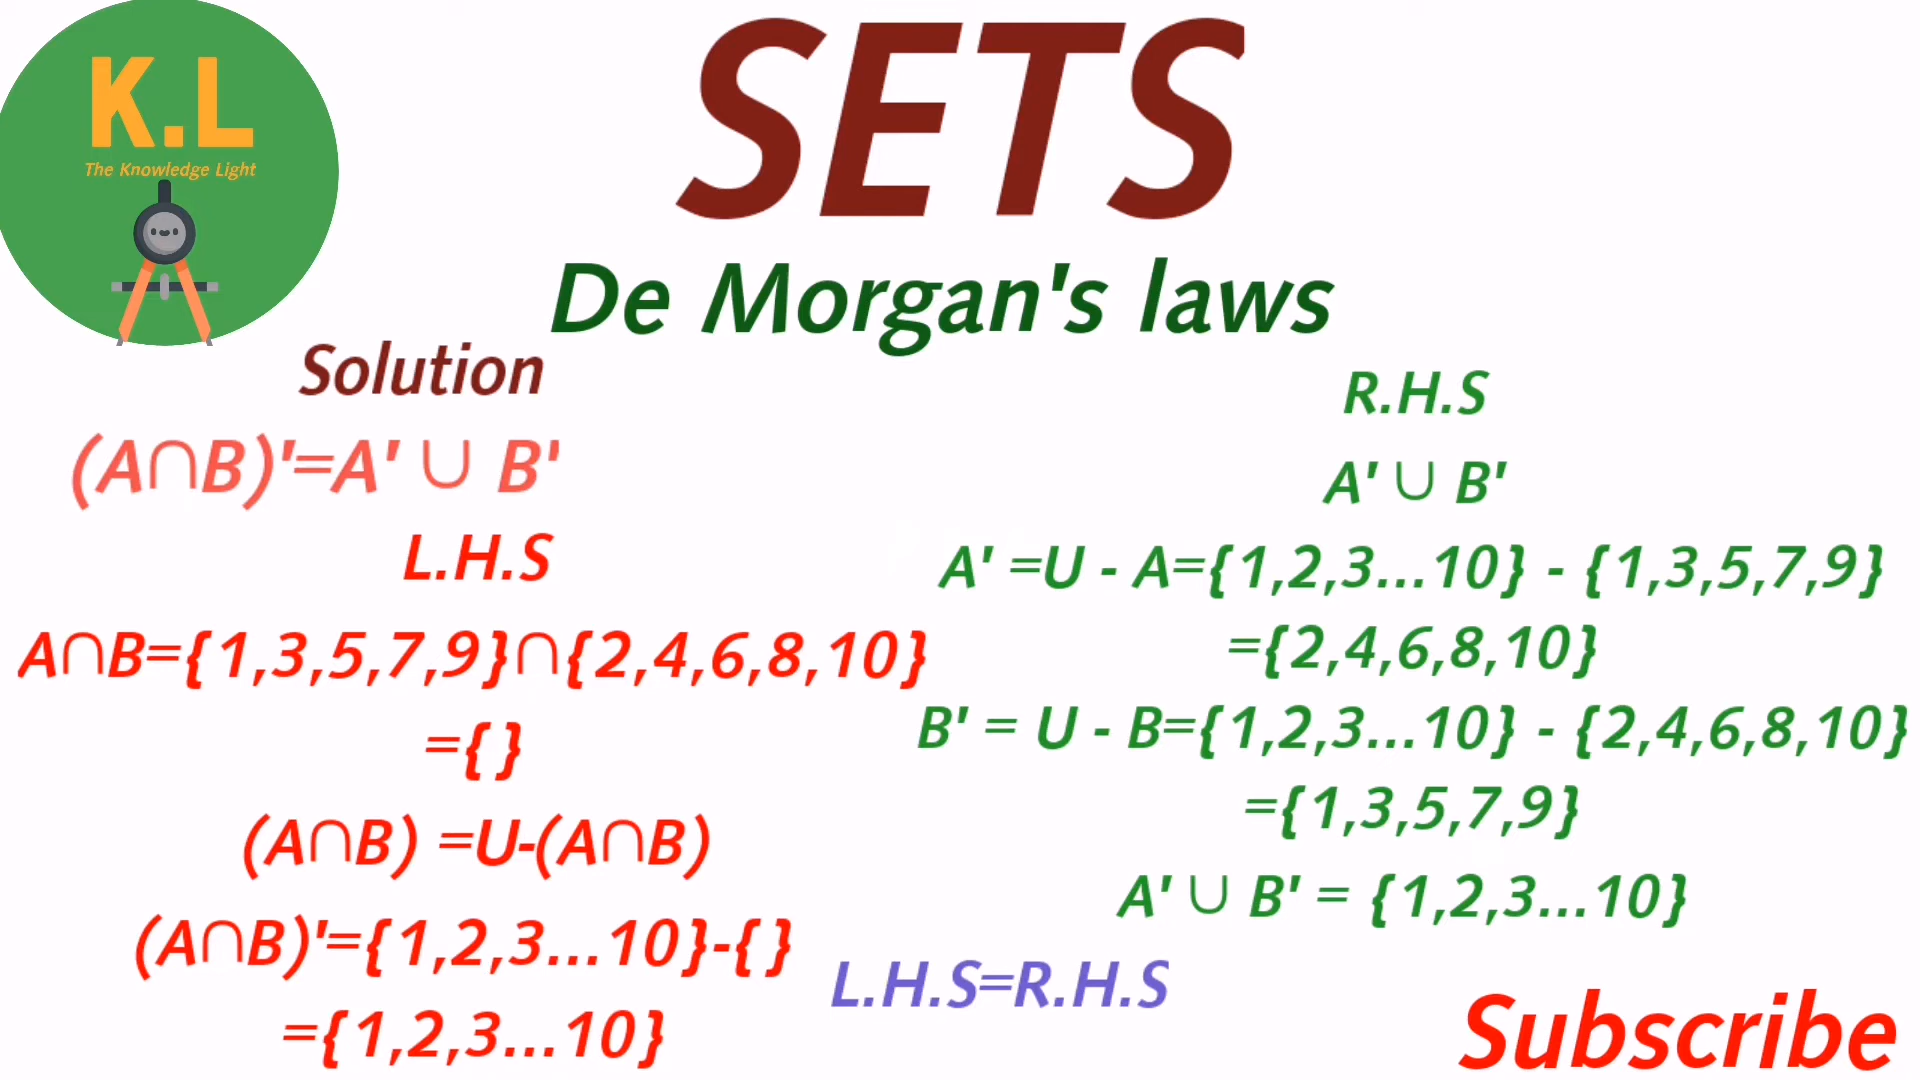 K.L
The Knowledge Light
SETS
De Morgan's laws
Solution
(A∩B)'=A' ∪ B'
L.H.S
A∩B={1,3,5,7,9}∩{2,4,6,8,10}
={ }
(A∩B) =U-(A∩B)
(A∩B)'={1,2,3...10}-{ }
={1,2,3...10}
R.H.S
A' ∪ B'
A' =U - A={1,2,3...10} - {1,3,5,7,9}
={2,4,6,8,10}
B' = U - B={1,2,3...10} - {2,4,6,8,10}
={1,3,5,7,9}
A' ∪ B' = {1,2,3...10}
L.H.S=R.H.S
Subscribe